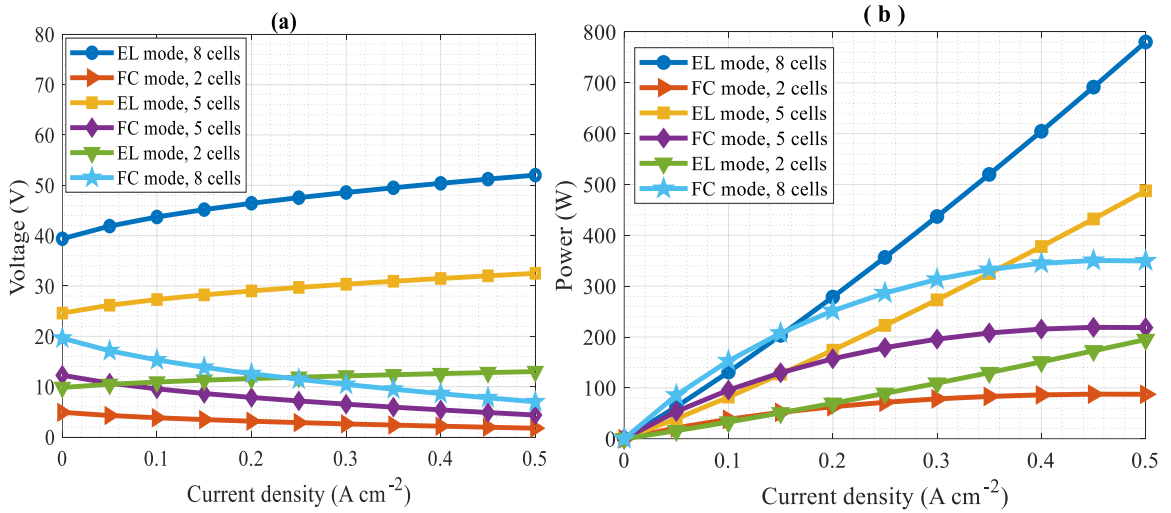 (a)
80
70
60
50
40
30
20
10
0
Voltage (V)
EL mode, 8 cells
FC mode, 2 cells
EL mode, 5 cells
FC mode, 5 cells
EL mode, 2 cells
FC mode, 8 cells
0 0.1 0.2 0.3 0.4 0.5
Current density (A cm⁻²)
( b )
800
700
600
500
400
300
200
100
0
Power (W)
EL mode, 8 cells
FC mode, 2 cells
EL mode, 5 cells
FC mode, 5 cells
EL mode, 2 cells
FC mode, 8 cells
0 0.1 0.2 0.3 0.4 0.5
Current density (A cm⁻²)